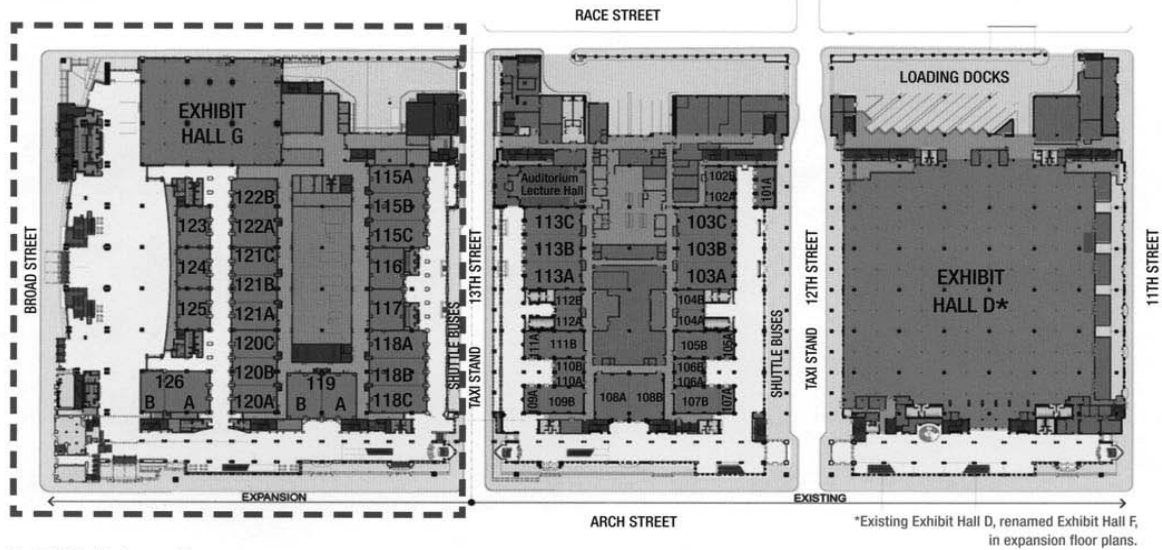 RACE STREET
EXHIBIT
HALL G
115A
115B
115C
116
117
118A
118B
118C
122B
122A
121C
121B
121A
120C
120B
120A
123
124
125
126
B A
119
B A
BROAD STREET
SHUTTLE BUSES
13TH STREET
TAXI STAND
Auditorium
Lecture Hall
113C
113B
113A
112B
112A
111A
111B
110B
110A
109A
109B
108A
108B
102B
102A
101A
103C
103B
103A
104B
104A
105B
105A
106B
106A
107B
107A
SHUTTLE BUSES
12TH STREET
TAXI STAND
LOADING DOCKS
EXHIBIT
HALL D*
11TH STREET
EXPANSION
EXISTING
ARCH STREET
*Existing Exhibit Hall D, renamed Exhibit Hall F,
in expansion floor plans.